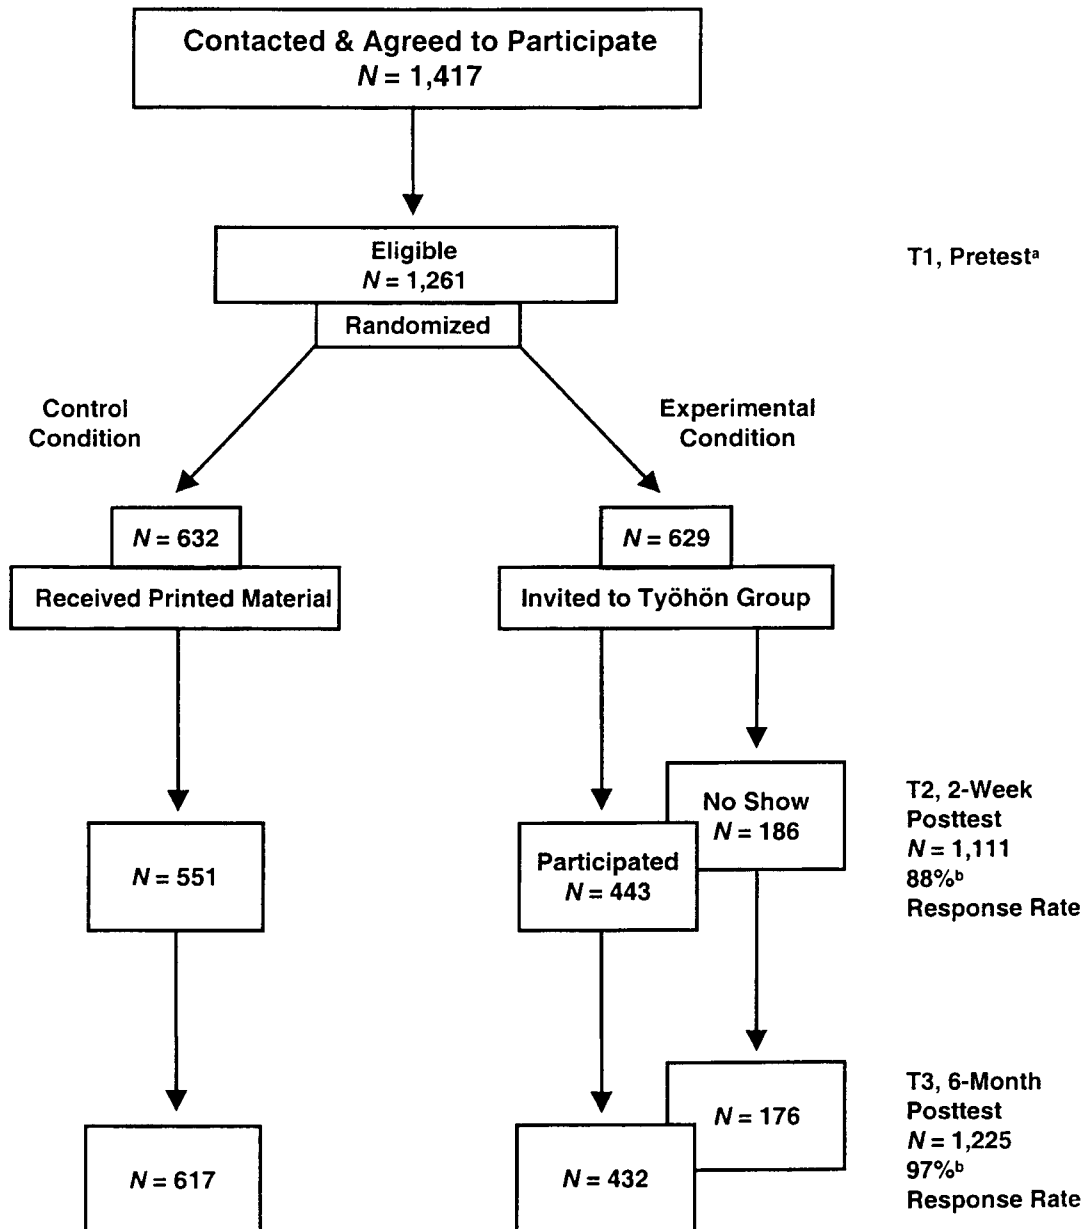 Contacted & Agreed to Participate
N = 1,417
Eligible
N = 1,261
T1, Pretestᵃ
Randomized
Control
Condition
Experimental
Condition
N = 632
N = 629
Received Printed Material
Invited to Työhön Group
No Show
N = 186
T2, 2-Week
Posttest
N = 1,111
88%ᵇ
Response Rate
N = 551
Participated
N = 443
N = 176
T3, 6-Month
Posttest
N = 1,225
97%ᵇ
Response Rate
N = 617
N = 432